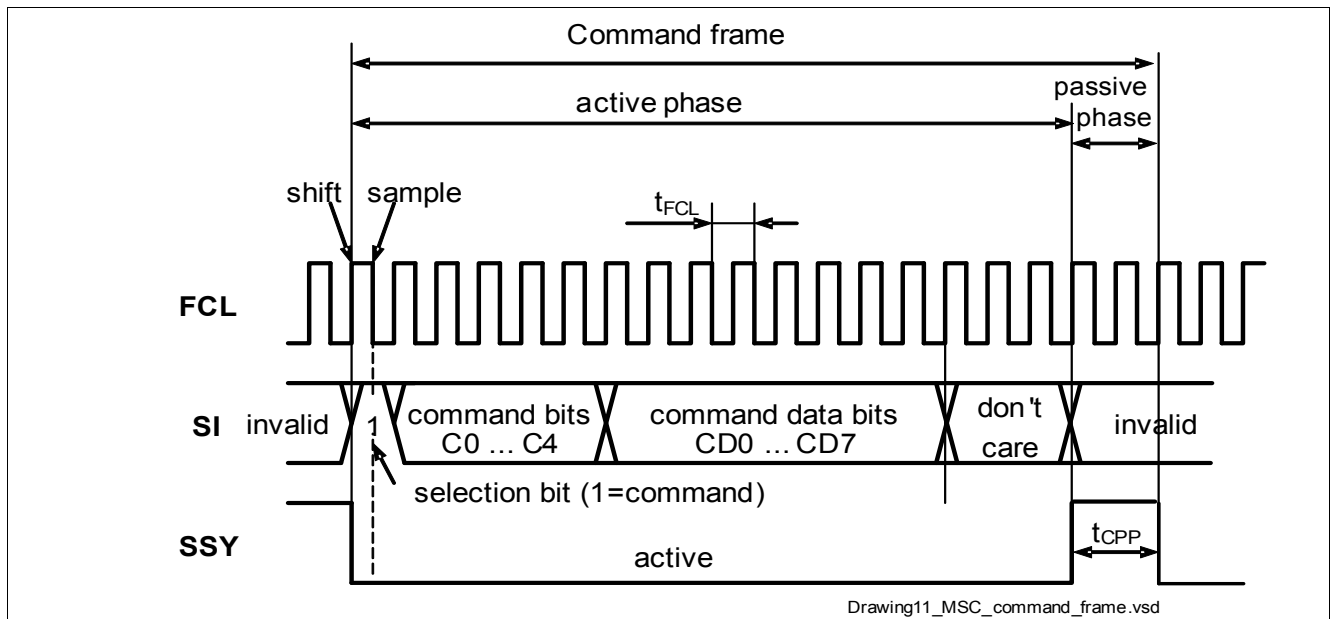 Command frame
active phase
passive
phase
shift sample
tFCL
FCL
SI
invalid
1
command bits
C0 ... C4
command data bits
CD0 ... CD7
don't
care
invalid
selection bit (1=command)
SSY
active
tCPP
Drawing11_MSC_command_frame.vsd